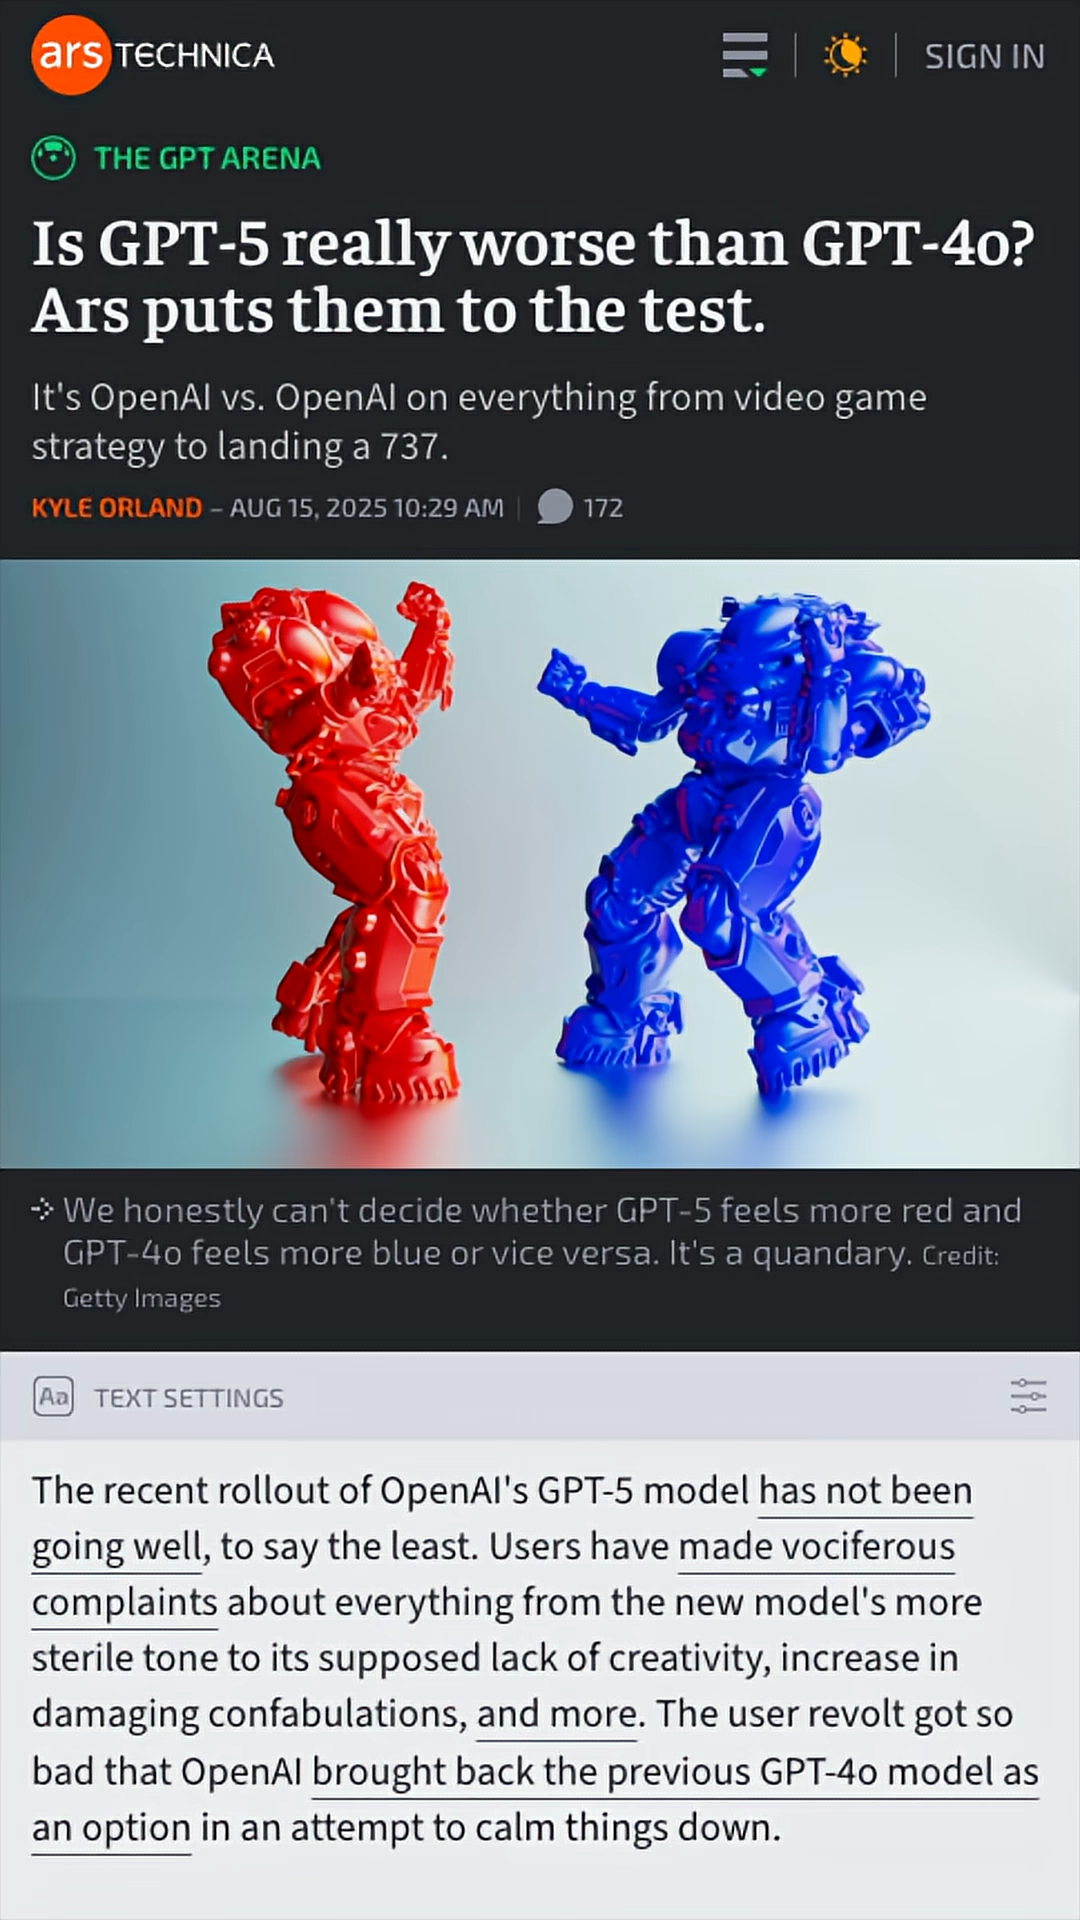 ars TECHNICA
SIGN IN
THE GPT ARENA
Is GPT-5 really worse than GPT-4o?
Ars puts them to the test.
It's OpenAI vs. OpenAI on everything from video game
strategy to landing a 737.
KYLE ORLAND – AUG 15, 2025 10:29 AM | 172
We honestly can't decide whether GPT-5 feels more red and
GPT-4o feels more blue or vice versa. It's a quandary. Credit:
Getty Images
Aa TEXT SETTINGS
The recent rollout of OpenAI's GPT-5 model has not been
going well, to say the least. Users have made vociferous
complaints about everything from the new model's more
sterile tone to its supposed lack of creativity, increase in
damaging confabulations, and more. The user revolt got so
bad that OpenAI brought back the previous GPT-4o model as
an option in an attempt to calm things down.